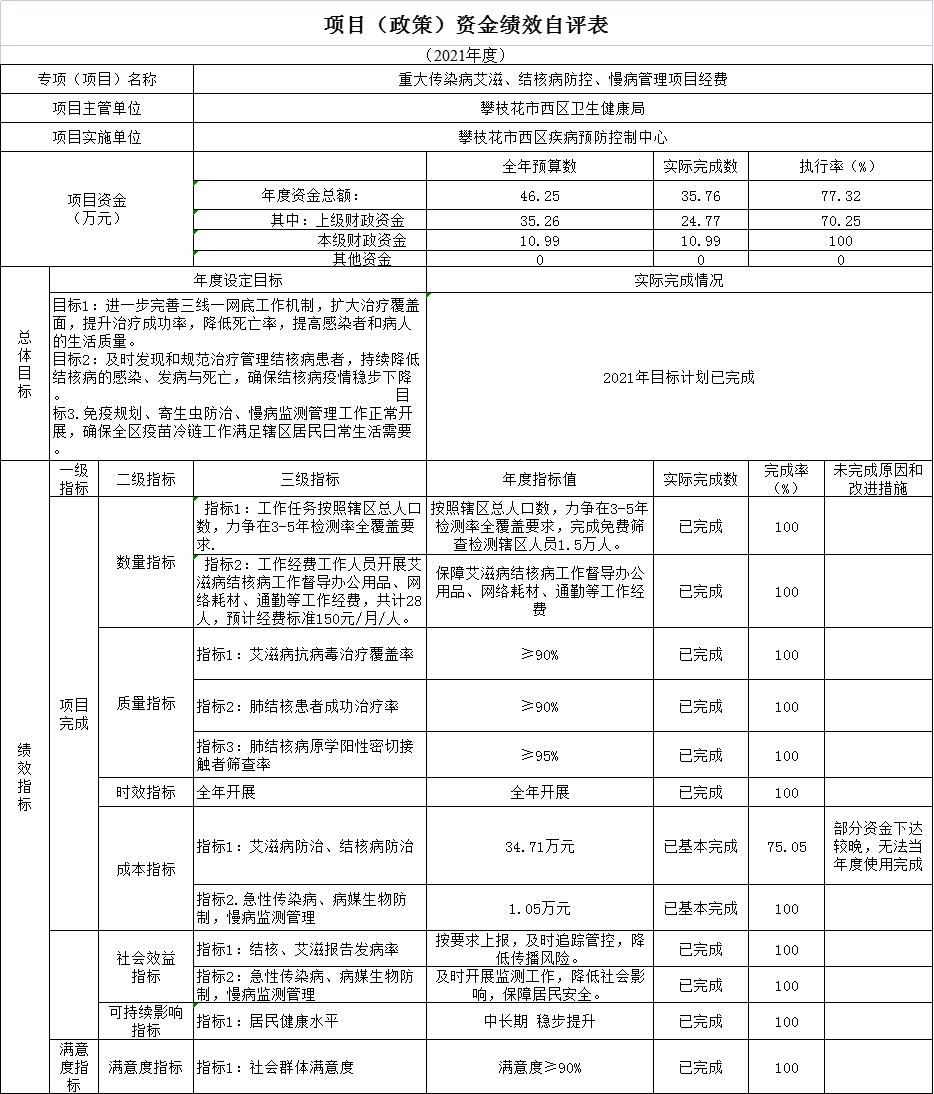 项目（政策）资金绩效自评表
（2021年度）
专项（项目）名称
重大传染病艾滋、结核病防控、慢病管理项目经费
项目主管单位
攀枝花市西区卫生健康局
项目实施单位
攀枝花市西区疾病预防控制中心
项目资金
（万元）
全年预算数
实际完成数
执行率（%）
年度资金总额：
46.25
35.76
77.32
其中：上级财政资金
35.26
24.77
70.25
本级财政资金
10.99
10.99
100
其他资金
0
0
0
总
体
目
标
年度设定目标
实际完成情况
目标1：进一步完善三线一网底工作机制，扩大治疗覆盖
面，提升治疗成功率，降低死亡率，提高感染者和病人
的生活质量。
目标2：及时发现和规范治疗管理结核病患者，持续降低
结核病的感染、发病与死亡，确保结核病疫情稳步下降
。 目
标3.免疫规划、寄生虫防治、慢病监测管理工作正常开
展，确保全区疫苗冷链工作满足辖区居民日常生活需要
。
2021年目标计划已完成
绩
效
指
标
一级
指标
二级指标
三级指标
年度指标值
实际完成数
完成率
（%）
未完成原因和
改进措施
项目
完成
数量指标
指标1：工作任务按照辖区总人口
数，力争在3-5年检测率全覆盖要
求.
按照辖区总人口数，力争在3-5年
检测率全覆盖要求，完成免费筛
查检测辖区人员1.5万人。
已完成
100
指标2：工作经费工作人员开展艾
滋病结核病工作督导办公用品、网
络耗材、通勤等工作经费，共计28
人，预计经费标准150元/月/人。
保障艾滋病结核病工作督导办公
用品、网络耗材、通勤等工作经
费
已完成
100
质量指标
指标1：艾滋病抗病毒治疗覆盖率
≥90%
已完成
100
指标2：肺结核患者成功治疗率
≥90%
已完成
100
指标3：肺结核病原学阳性密切接
触者筛查率
≥95%
已完成
100
时效指标
全年开展
全年开展
已完成
100
成本指标
指标1：艾滋病防治、结核病防治
34.71万元
已基本完成
75.05
部分资金下达
较晚，无法当
年度使用完成
指标2.急性传染病、病媒生物防
制，慢病监测管理
1.05万元
已基本完成
100
社会效益
指标
指标1：结核、艾滋报告发病率
按要求上报，及时追踪管控，降
低传播风险。
已完成
100
指标2：急性传染病、病媒生物防
制，慢病监测管理
及时开展监测工作，降低社会影
响，保障居民安全。
已完成
100
可持续影响
指标
指标1：居民健康水平
中长期 稳步提升
已完成
100
满意
度指
标
满意度指标
指标1：社会群体满意度
满意度≥90%
已完成
100